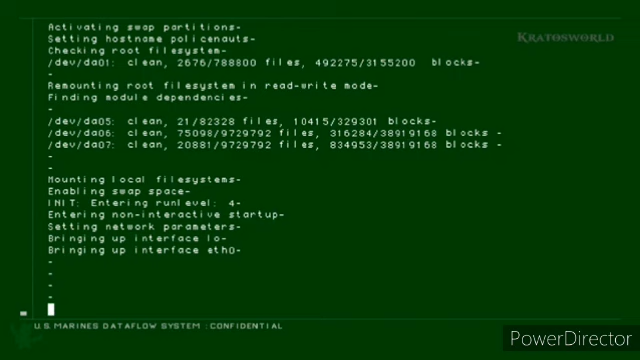 Activating swap partitions-
Setting hostname policenauts-
Checking root filesystem-
/dev/da01: clean, 2676/788800 files, 492275/3155200 blocks-
-
Remounting root filesystem in read-write mode-
Finding module dependencies-
-
/dev/da05: clean, 21/82328 files, 10415/329301 blocks-
/dev/da06: clean, 75098/9729792 files, 316284/38919168 blocks -
/dev/da07: clean, 20881/9729792 files, 834953/38919168 blocks -
-
-
Mounting local filesystems-
Enabling swap space-
INIT: Entering runlevel: 4-
Entering non-interactive startup-
Setting network parameters-
Bringing up interface lo-
Bringing up interface eth0-
-
-
-
-
U.S. MARINES DATAFLOW SYSTEM : CONFIDENTIAL
KRATOSWORLD
PowerDirector